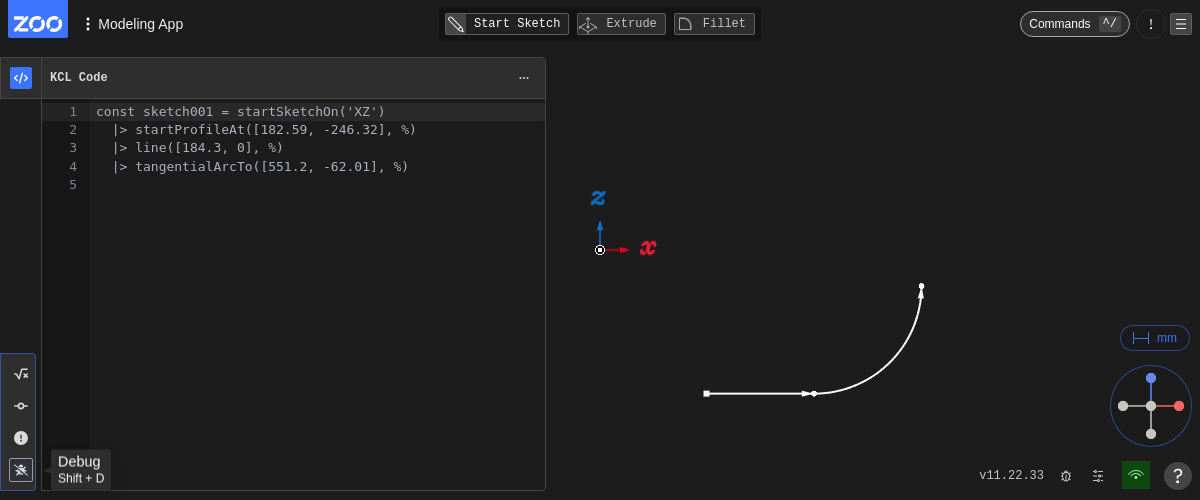 ZOO
Modeling App
Start Sketch
Extrude
Fillet
Commands ^/
!
KCL Code
...
1 const sketch001 = startSketchOn('XZ')
2 |> startProfileAt([182.59, -246.32], %)
3 |> line([184.3, 0], %)
4 |> tangentialArcTo([551.2, -62.01], %)
5
z
x
mm
Debug
Shift + D
v11.22.33
?